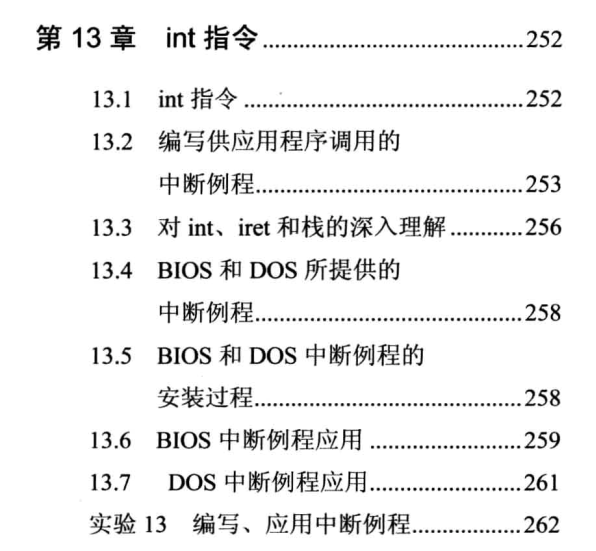 第 13 章 int 指令................................252
13.1 int 指令................................252
13.2 编写供应用程序调用的
中断例程................................253
13.3 对 int、iret 和栈的深入理解............256
13.4 BIOS 和 DOS 所提供的
中断例程................................258
13.5 BIOS 和 DOS 中断例程的
安装过程................................258
13.6 BIOS 中断例程应用......................259
13.7 DOS 中断例程应用......................261
实验 13 编写、应用中断例程................262